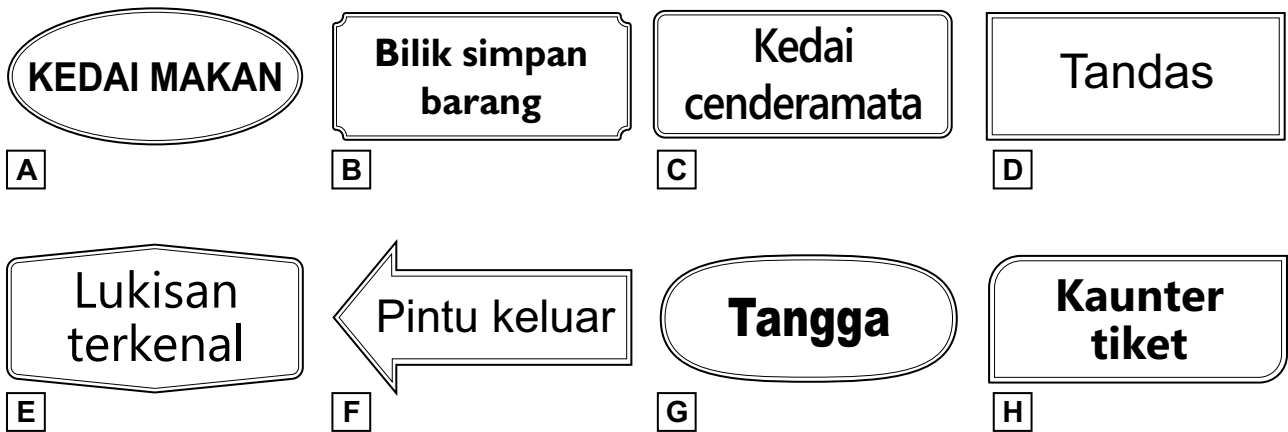 KEDAI MAKAN
Bilik simpan
barang
Kedai
cenderamata
Tandas
A
B
C
D
Lukisan
terkenal
Pintu keluar
Tangga
Kaunter
tiket
E
F
G
H